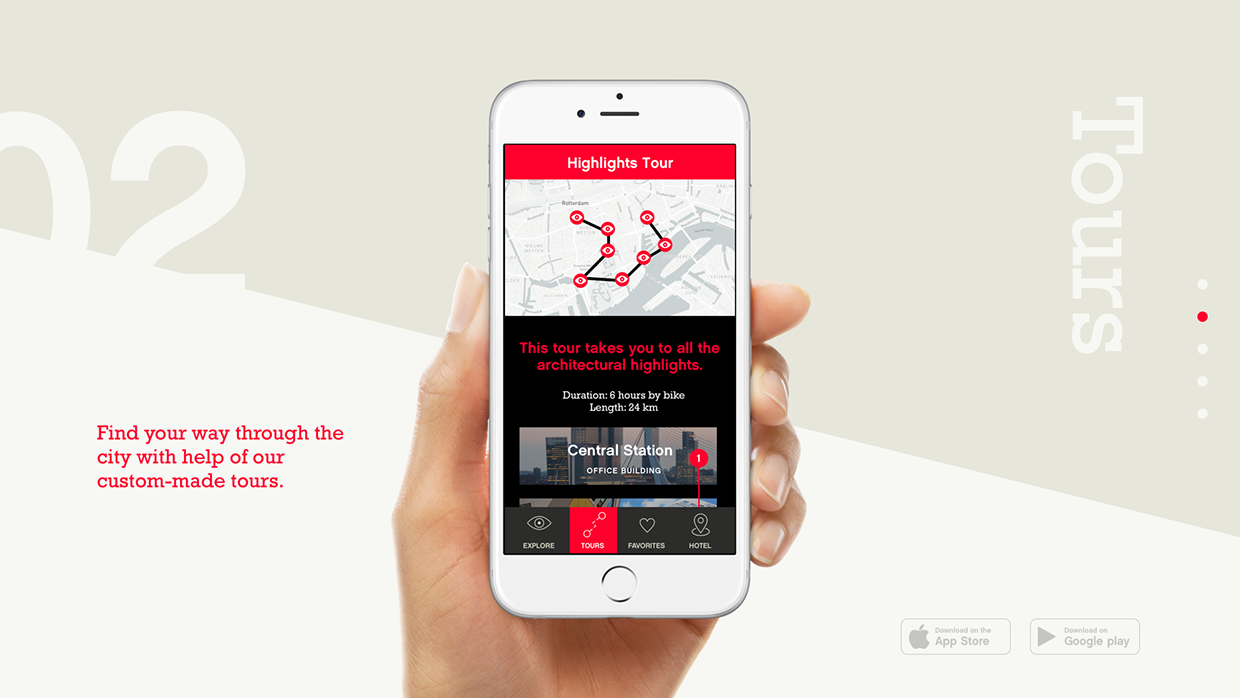 02
Tours
Highlights Tour
Rotterdam
This tour takes you to all the
architectural highlights.
Duration: 6 hours by bike
Length: 24 km
Central Station
OFFICE BUILDING
1
EXPLORE
TOURS
FAVORITES
HOTEL
Find your way through the
city with help of our
custom-made tours.
Download on the
App Store
Download on
Google play